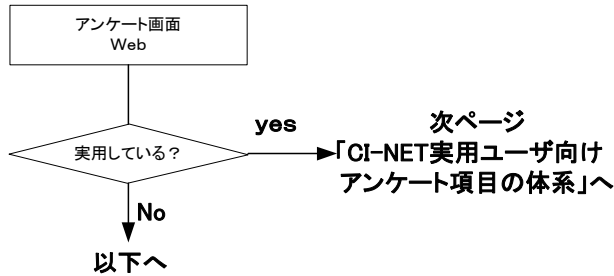 アンケート画面
Web
実用している？
yes
次ページ
「CI-NET実用ユーザ向け
アンケート項目の体系」へ
No
以下へ